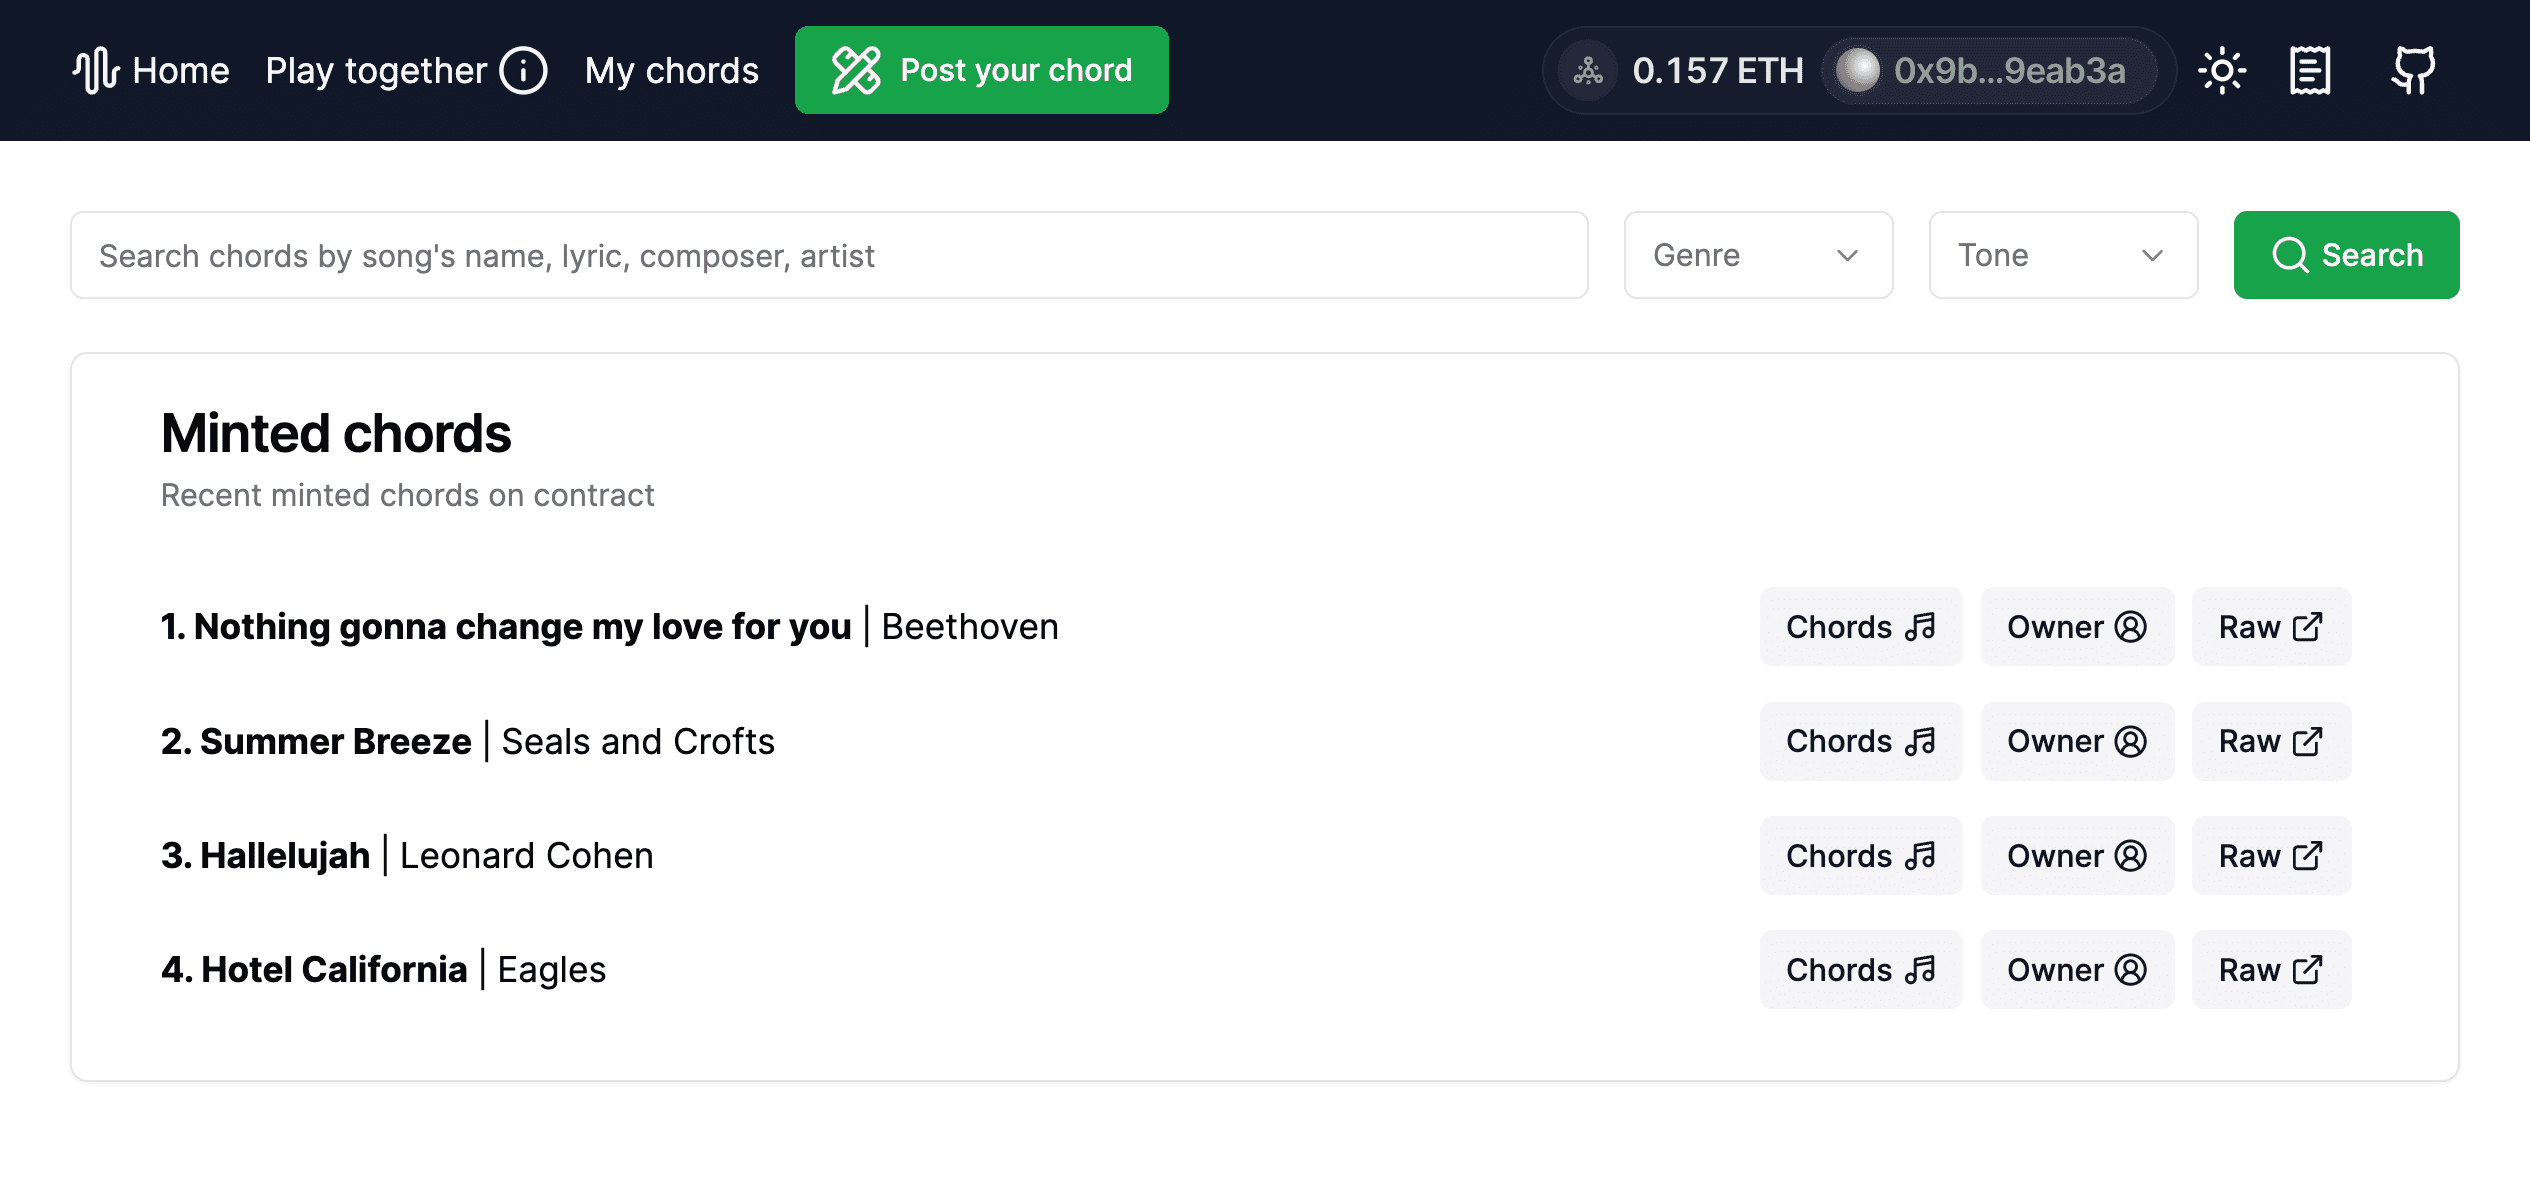 Home Play together My chords Post your chord 0.157 ETH 0x9b...9eab3a
Search chords by song's name, lyric, composer, artist Genre Tone Search
Minted chords
Recent minted chords on contract
1. Nothing gonna change my love for you | Beethoven Chords Owner Raw
2. Summer Breeze | Seals and Crofts Chords Owner Raw
3. Hallelujah | Leonard Cohen Chords Owner Raw
4. Hotel California | Eagles Chords Owner Raw